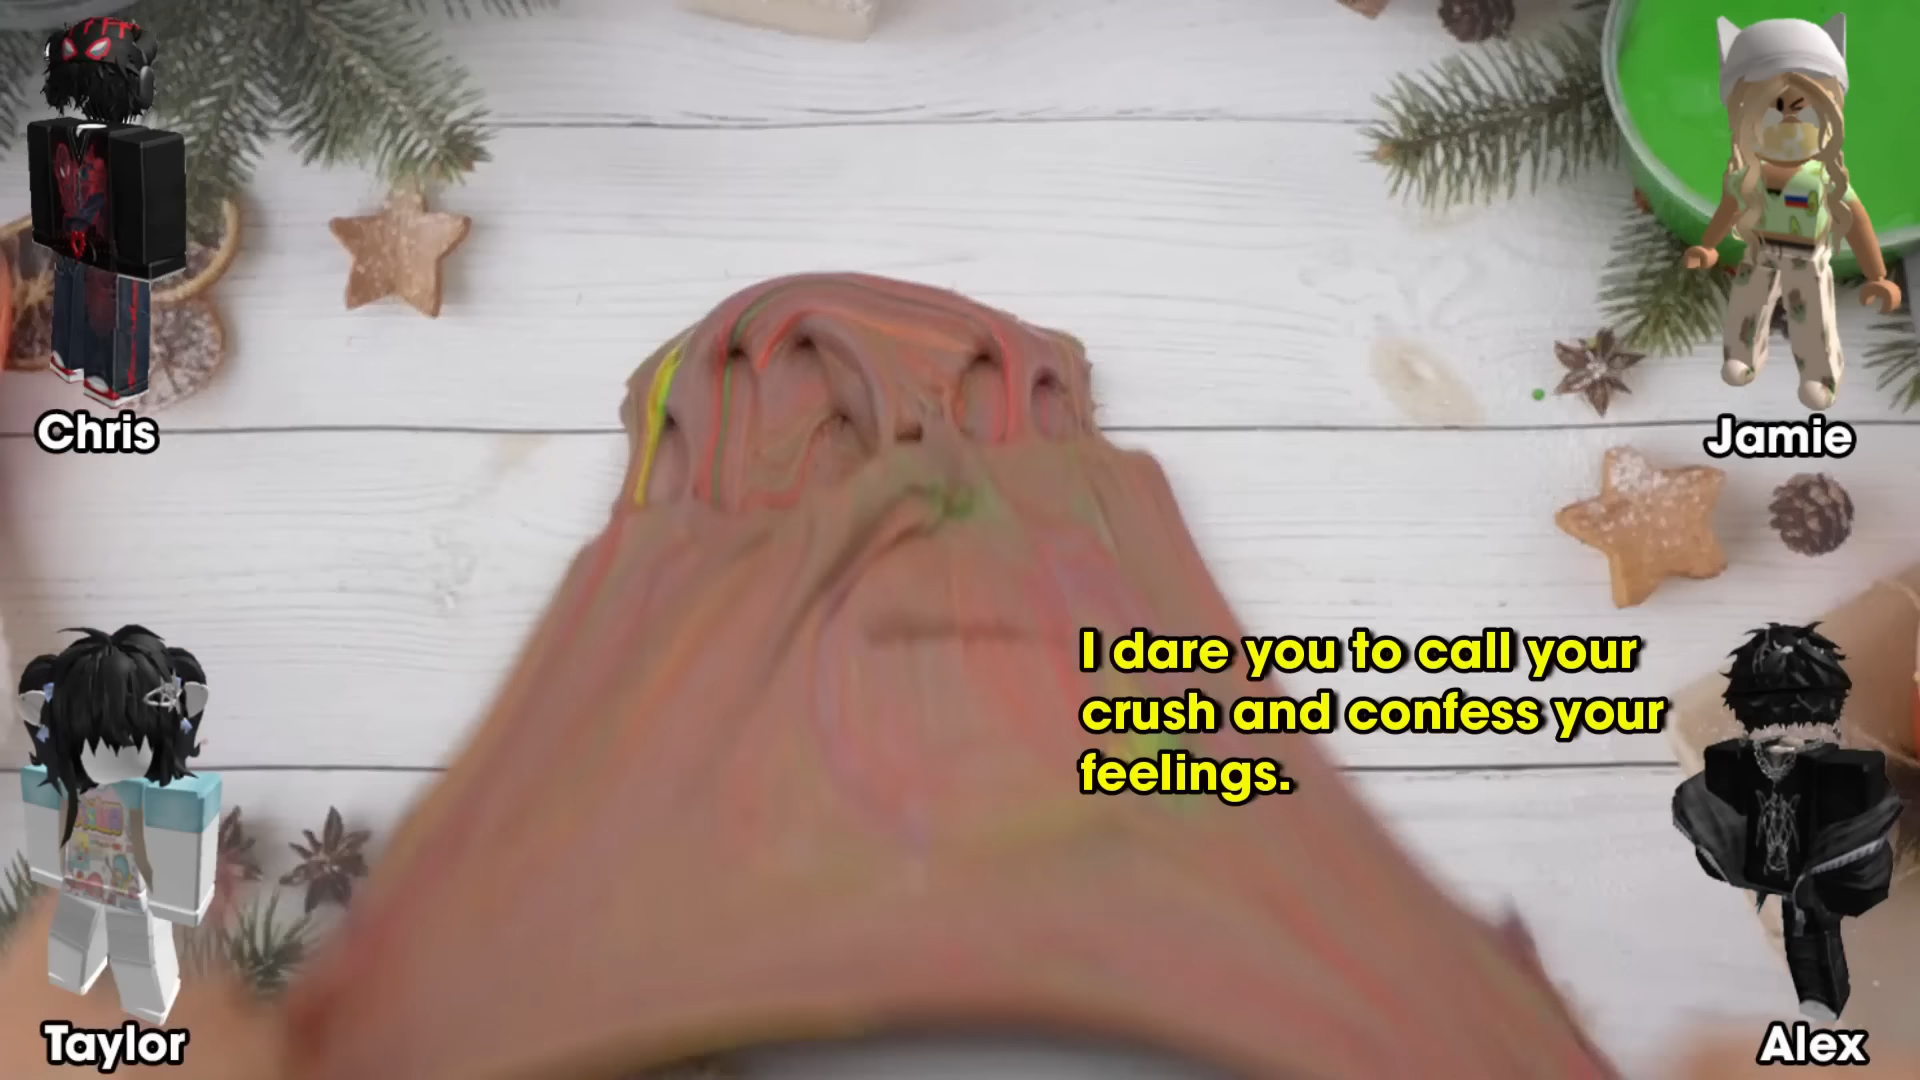 Chris
Jamie
I dare you to call your
crush and confess your
feelings.
Taylor
Alex